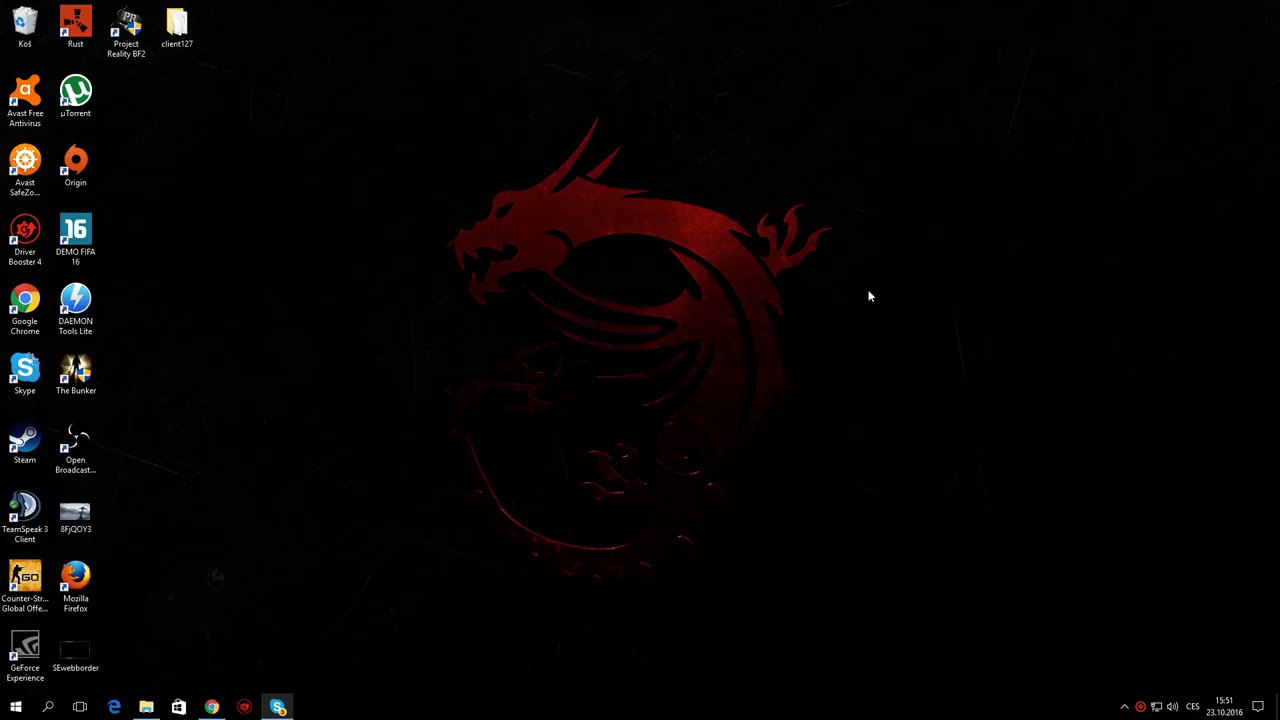 Koš
Rust
Project
Reality BF2
client127
Avast Free
Antivirus
µTorrent
Avast
SafeZo...
Origin
Driver
Booster 4
16
DEMO FIFA
16
Google
Chrome
DAEMON
Tools Lite
Skype
The Bunker
Steam
Open
Broadcast...
TeamSpeak 3
Client
8FjQOY3
GO
Counter-Str...
Global Offe...
Mozilla
Firefox
GeForce
Experience
SEwebborder
CES
15:51
23.10.2016